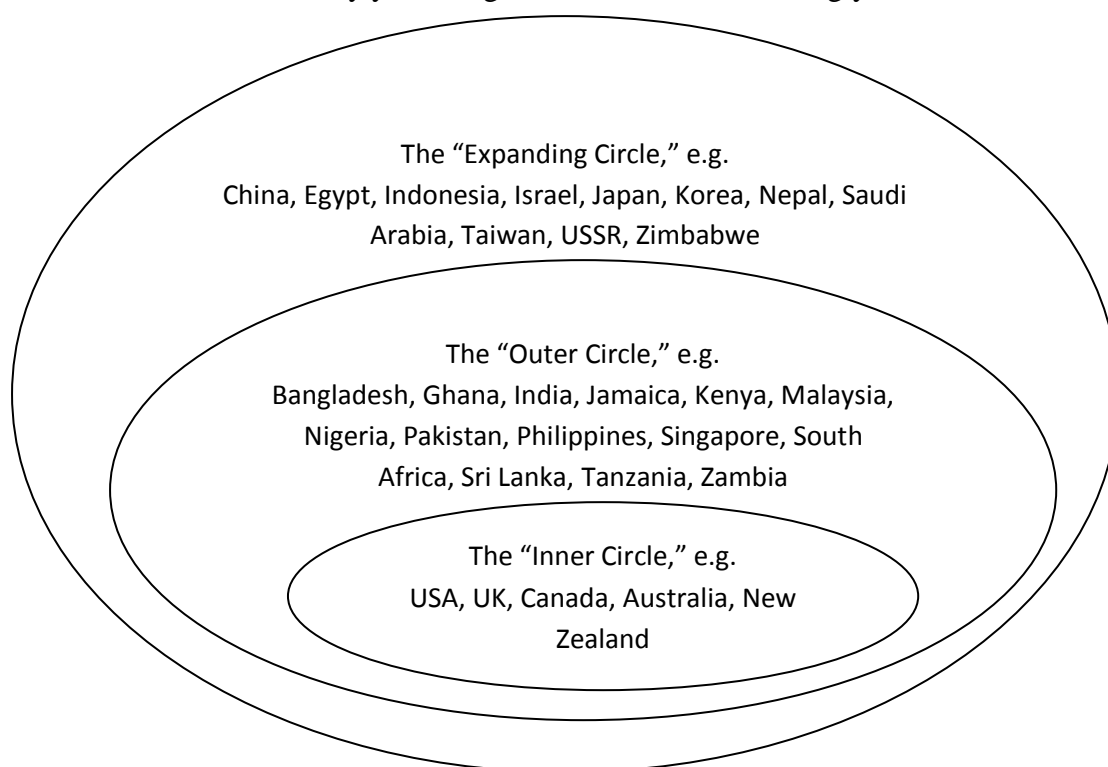 The “Expanding Circle,” e.g.
China, Egypt, Indonesia, Israel, Japan, Korea, Nepal, Saudi
Arabia, Taiwan, USSR, Zimbabwe
The “Outer Circle,” e.g.
Bangladesh, Ghana, India, Jamaica, Kenya, Malaysia,
Nigeria, Pakistan, Philippines, Singapore, South
Africa, Sri Lanka, Tanzania, Zambia
The “Inner Circle,” e.g.
USA, UK, Canada, Australia, New
Zealand